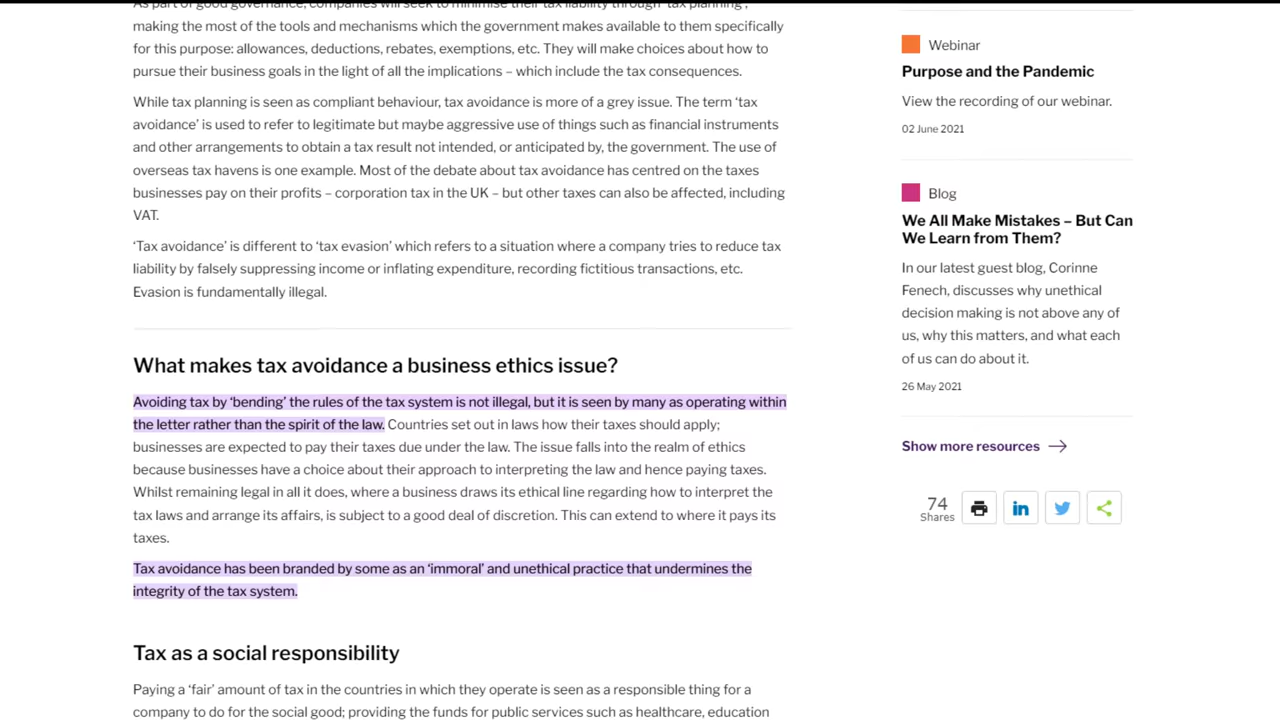 As part of good governance, companies will seek to minimise their tax liability through 'tax planning',
making the most of the tools and mechanisms which the government makes available to them specifically
for this purpose: allowances, deductions, rebates, exemptions, etc. They will make choices about how to
pursue their business goals in the light of all the implications – which include the tax consequences.
While tax planning is seen as compliant behaviour, tax avoidance is more of a grey issue. The term ‘tax
avoidance’ is used to refer to legitimate but maybe aggressive use of things such as financial instruments
and other arrangements to obtain a tax result not intended, or anticipated by, the government. The use of
overseas tax havens is one example. Most of the debate about tax avoidance has centred on the taxes
businesses pay on their profits – corporation tax in the UK – but other taxes can also be affected, including
VAT.
‘Tax avoidance’ is different to ‘tax evasion’ which refers to a situation where a company tries to reduce tax
liability by falsely suppressing income or inflating expenditure, recording fictitious transactions, etc.
Evasion is fundamentally illegal.
What makes tax avoidance a business ethics issue?
Avoiding tax by ‘bending’ the rules of the tax system is not illegal, but it is seen by many as operating within
the letter rather than the spirit of the law. Countries set out in laws how their taxes should apply;
businesses are expected to pay their taxes due under the law. The issue falls into the realm of ethics
because businesses have a choice about their approach to interpreting the law and hence paying taxes.
Whilst remaining legal in all it does, where a business draws its ethical line regarding how to interpret the
tax laws and arrange its affairs, is subject to a good deal of discretion. This can extend to where it pays its
taxes.
Tax avoidance has been branded by some as an ‘immoral’ and unethical practice that undermines the
integrity of the tax system.
Tax as a social responsibility
Paying a ‘fair’ amount of tax in the countries in which they operate is seen as a responsible thing for a
company to do for the social good; providing the funds for public services such as healthcare, education
Webinar
Purpose and the Pandemic
View the recording of our webinar.
02 June 2021
Blog
We All Make Mistakes – But Can
We Learn from Them?
In our latest guest blog, Corinne
Fenech, discusses why unethical
decision making is not above any of
us, why this matters, and what each
of us can do about it.
26 May 2021
Show more resources
74
Shares
in